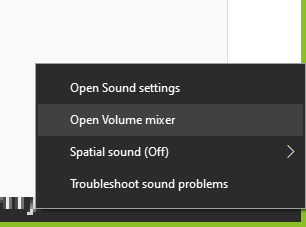 Open Sound settings
Open Volume mixer
Spatial sound (Off)
Troubleshoot sound problems